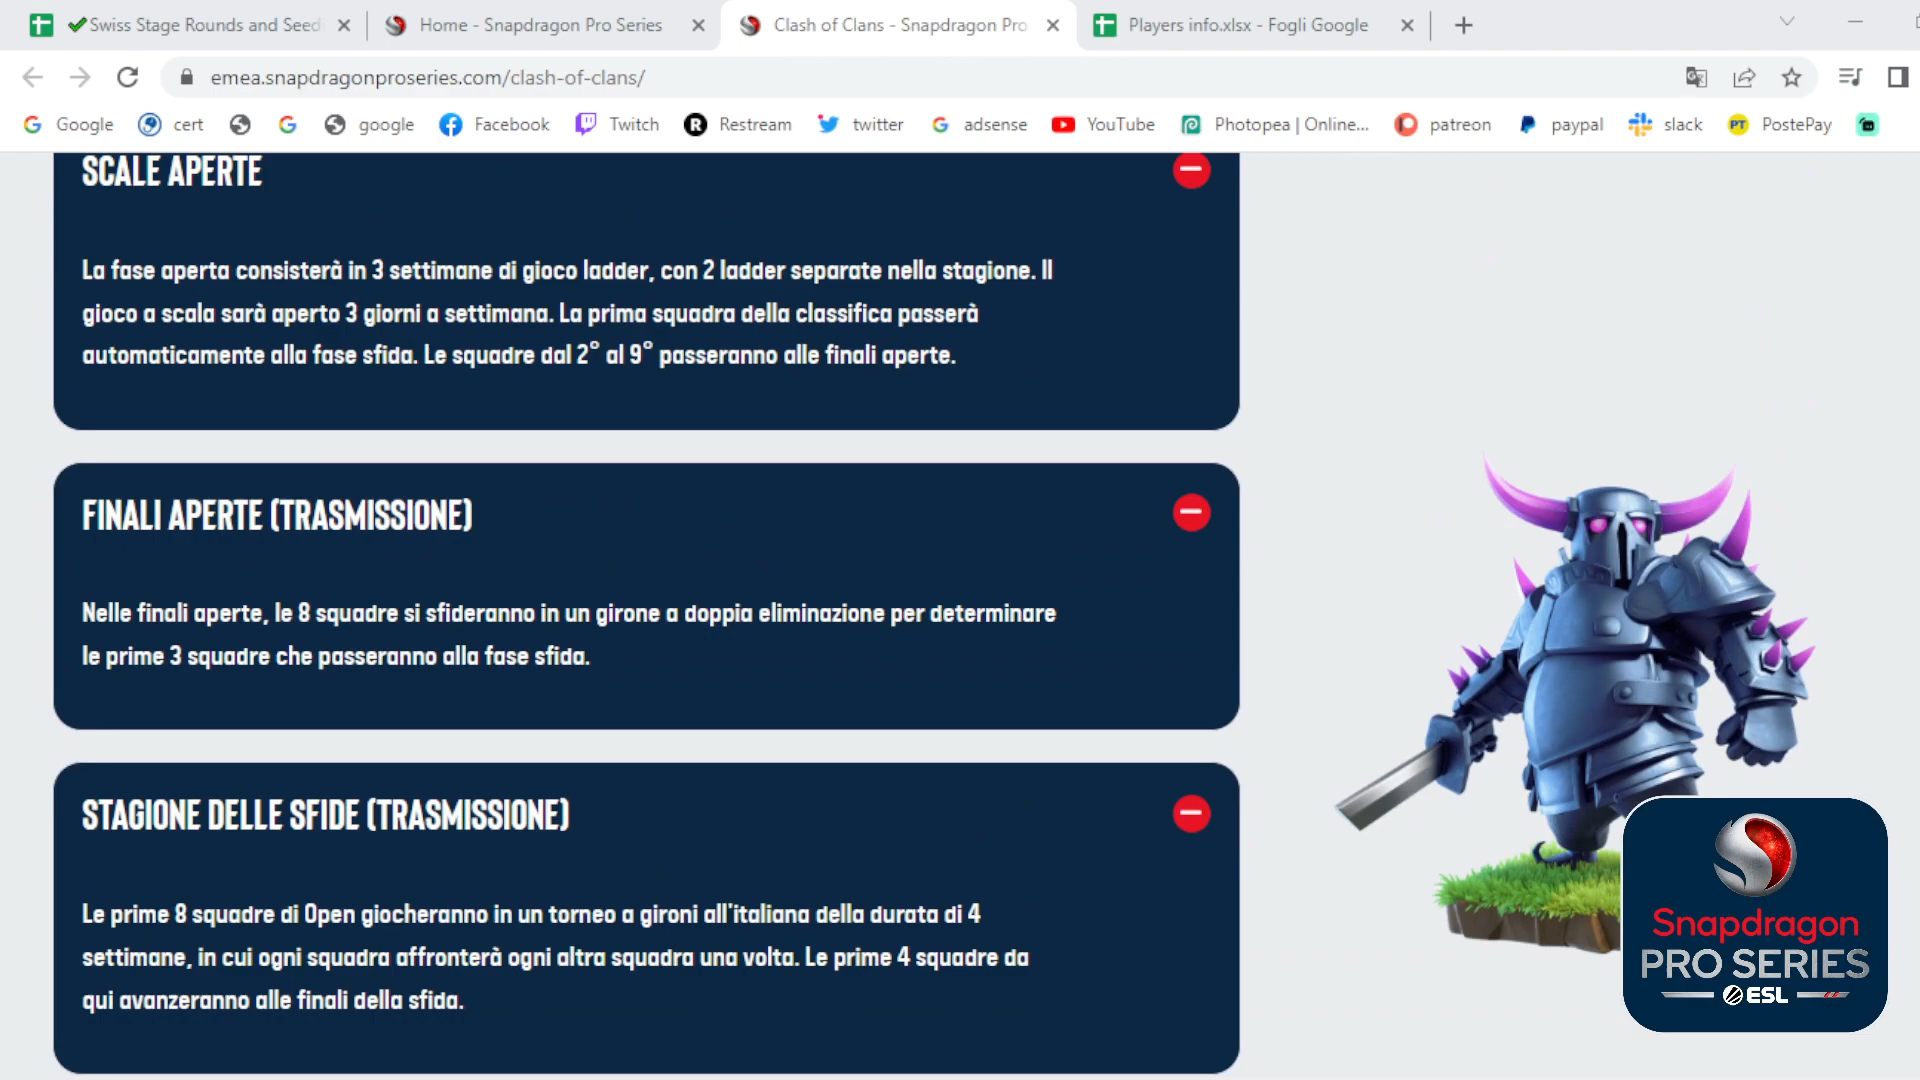 Swiss Stage Rounds and Seedi
Home - Snapdragon Pro Series
Clash of Clans - Snapdragon Pro
Players info.xlsx - Fogli Google
emea.snapdragonproseries.com/clash-of-clans/
Google cert google Facebook Twitch Restream twitter adsense YouTube Photopea | Online... patreon paypal slack PostePay
SCALE APERTE
La fase aperta consisterà in 3 settimane di gioco ladder, con 2 ladder separate nella stagione. Il
gioco a scala sarà aperto 3 giorni a settimana. La prima squadra della classifica passerà
automaticamente alla fase sfida. Le squadre dal 2° al 9° passeranno alle finali aperte.
FINALI APERTE (TRASMISSIONE)
Nelle finali aperte, le 8 squadre si sfideranno in un girone a doppia eliminazione per determinare
le prime 3 squadre che passeranno alla fase sfida.
STAGIONE DELLE SFIDE (TRASMISSIONE)
Le prime 8 squadre di Open giocheranno in un torneo a gironi all'italiana della durata di 4
settimane, in cui ogni squadra affronterà ogni altra squadra una volta. Le prime 4 squadre da
qui avanzeranno alle finali della sfida.
Snapdragon
PRO SERIES
ESL